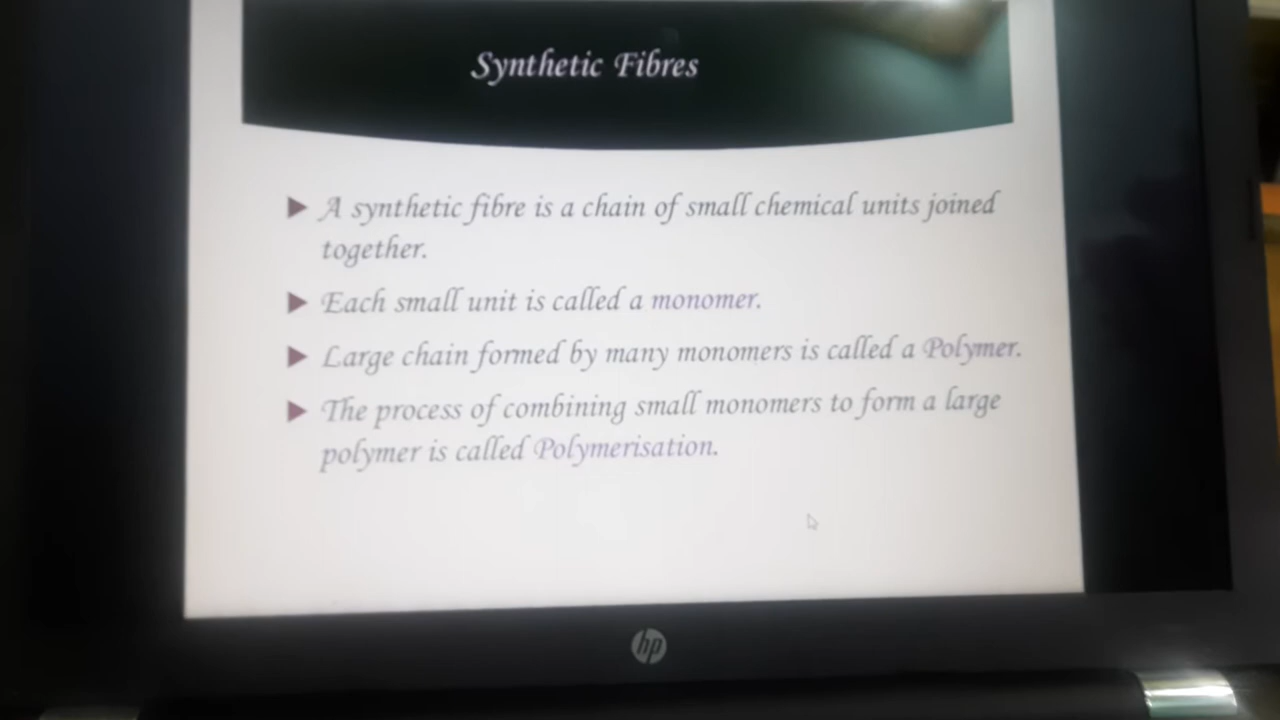 Synthetic Fibres
▶ A synthetic fibre is a chain of small chemical units joined
together.
▶ Each small unit is called a monomer.
▶ Large chain formed by many monomers is called a Polymer.
▶ The process of combining small monomers to form a large
polymer is called Polymerisation.
hp